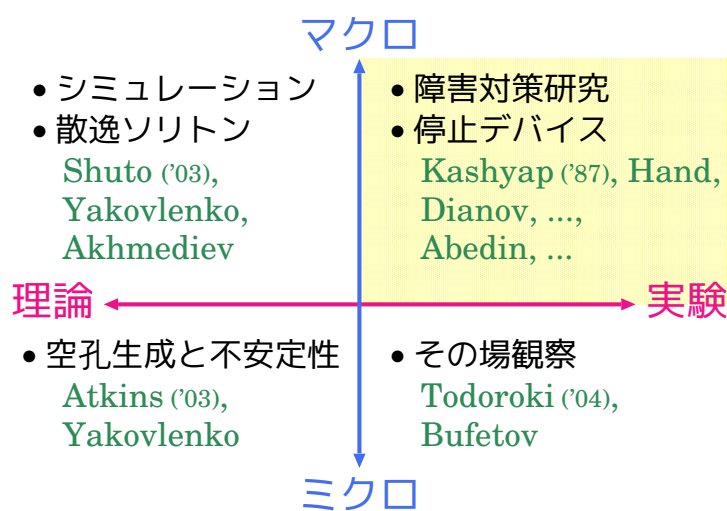 マクロ
• シミュレーション
• 散逸ソリトン
Shuto ('03),
Yakovlenko,
Akhmediev
• 障害対策研究
• 停止デバイス
Kashyap ('87), Hand,
Dianov, ...,
Abedin, ...
理論
実験
• 空孔生成と不安定性
Atkins ('03),
Yakovlenko
• その場観察
Todoroki ('04),
Bufetov
ミクロ